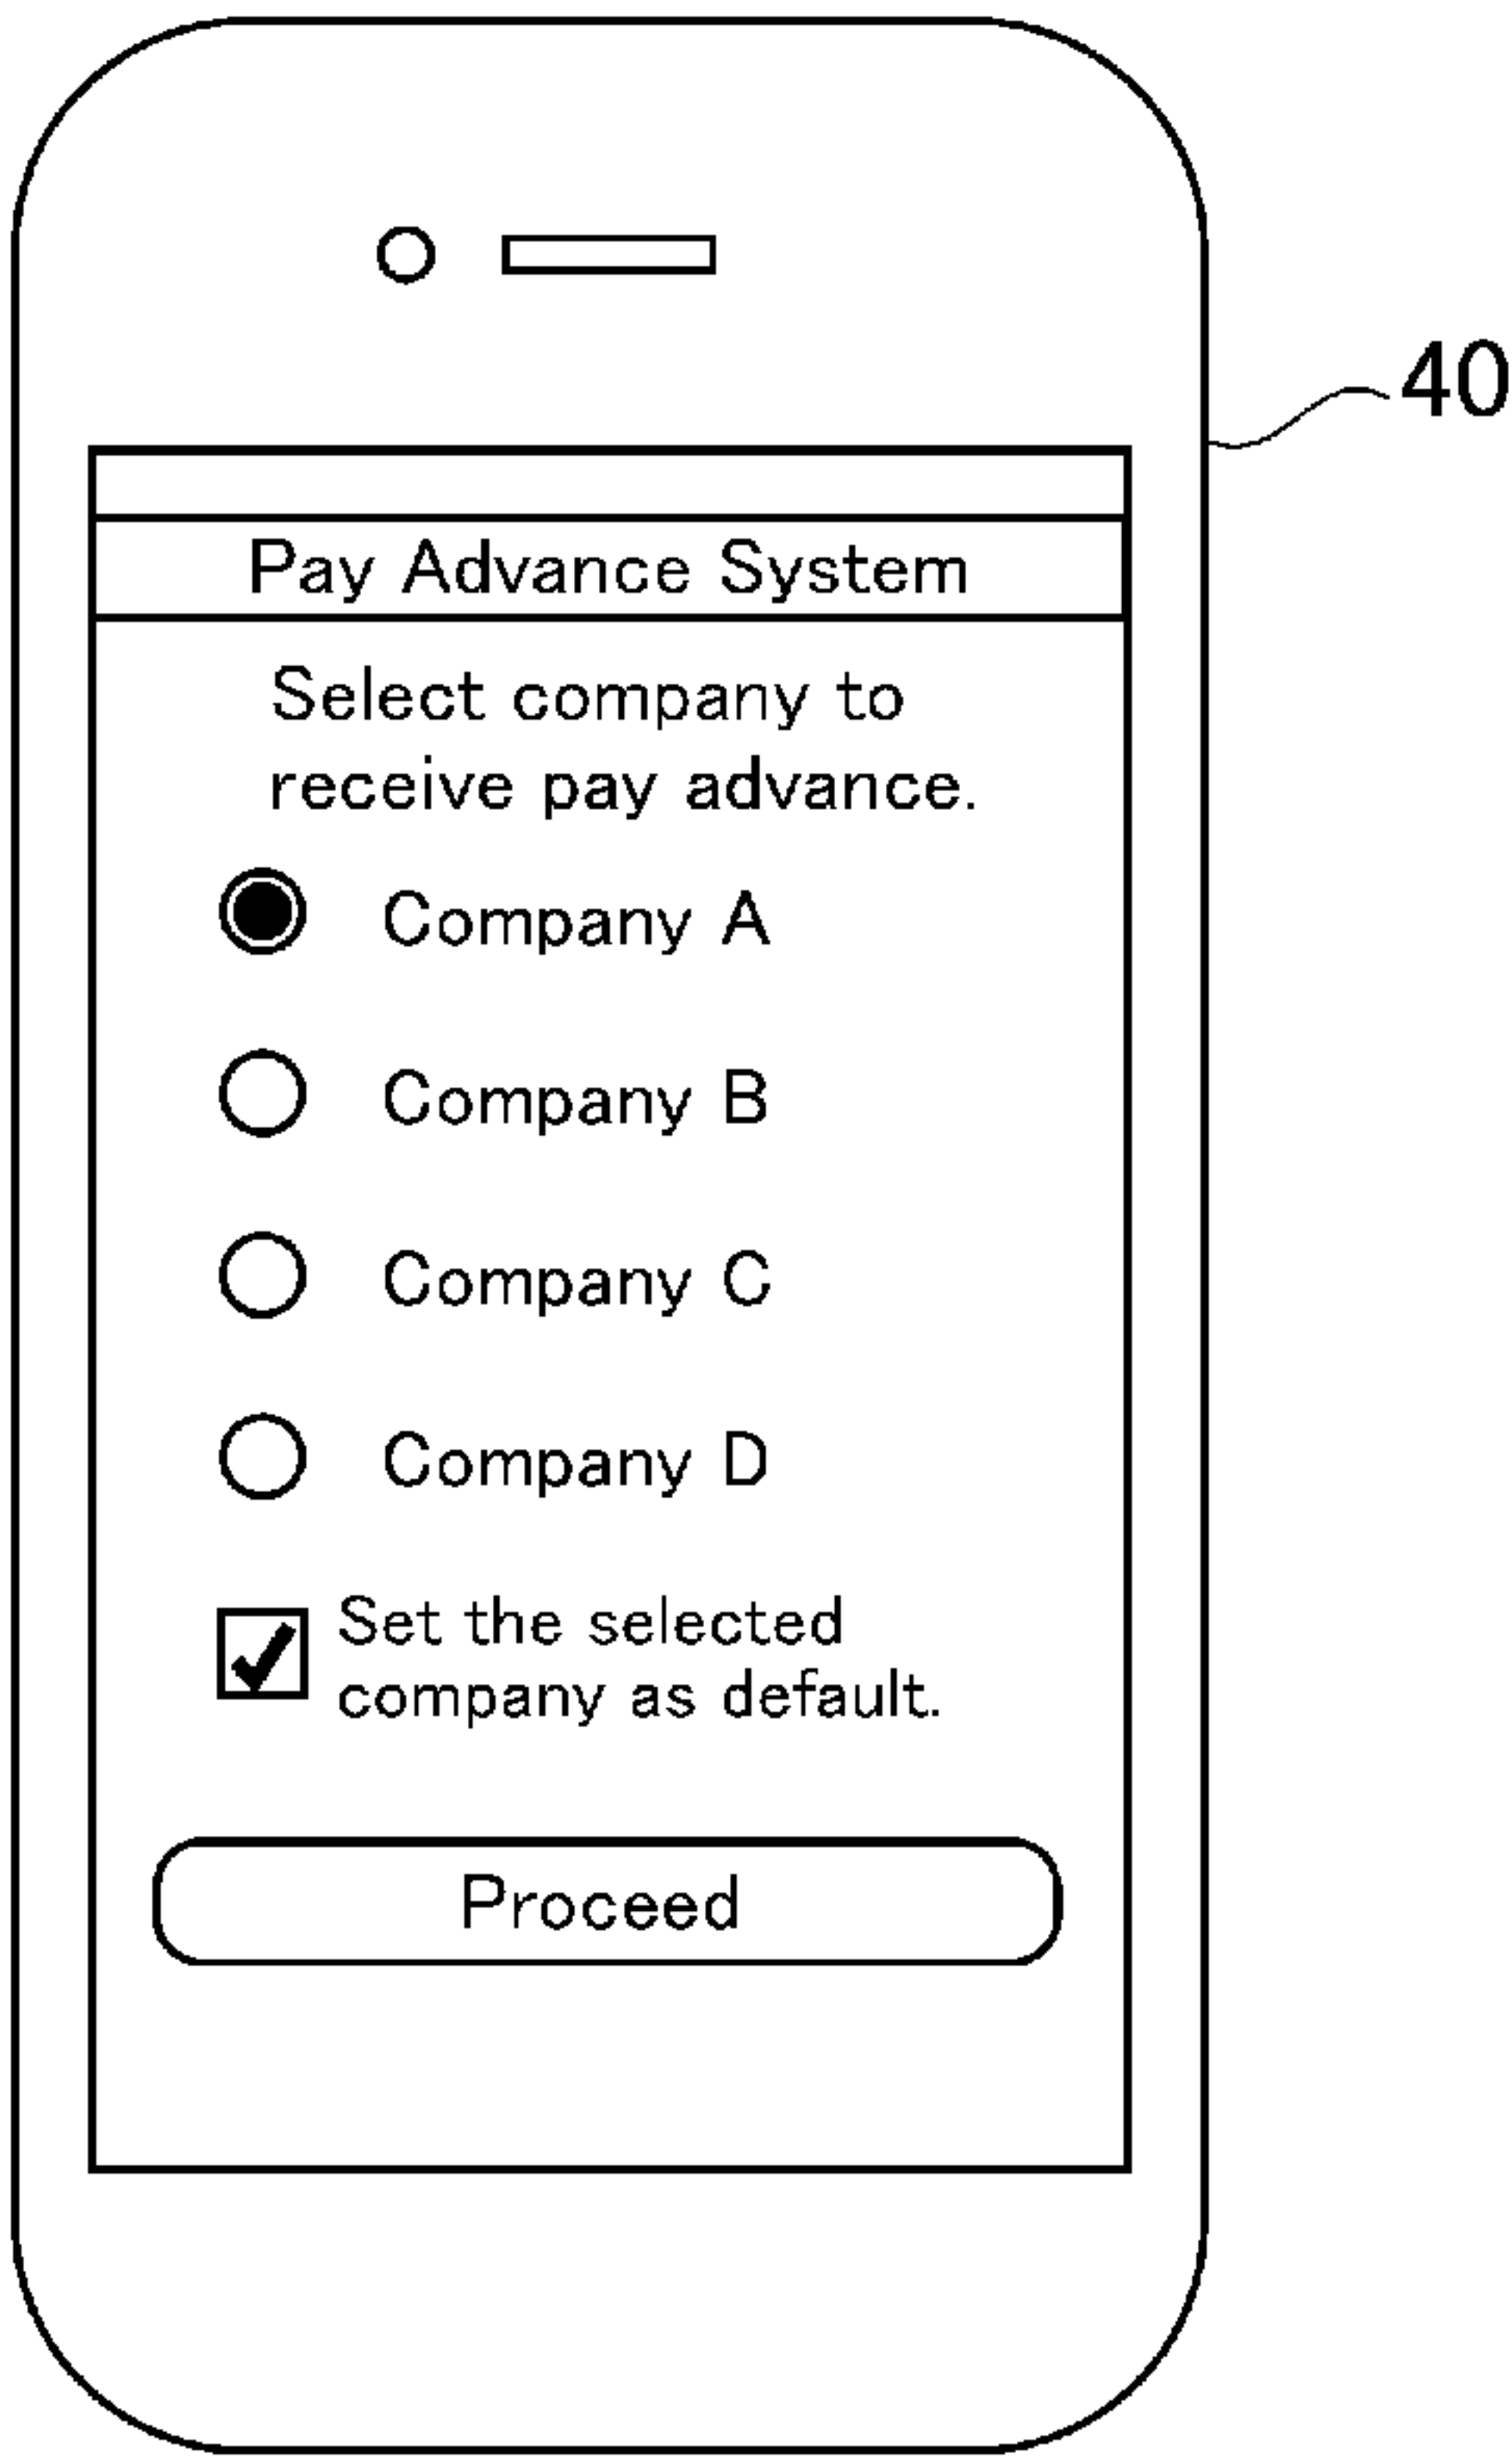 40
Pay Advance System
Select company to
receive pay advance.
Company A
Company B
Company C
Company D
Set the selected
company as default.
Proceed